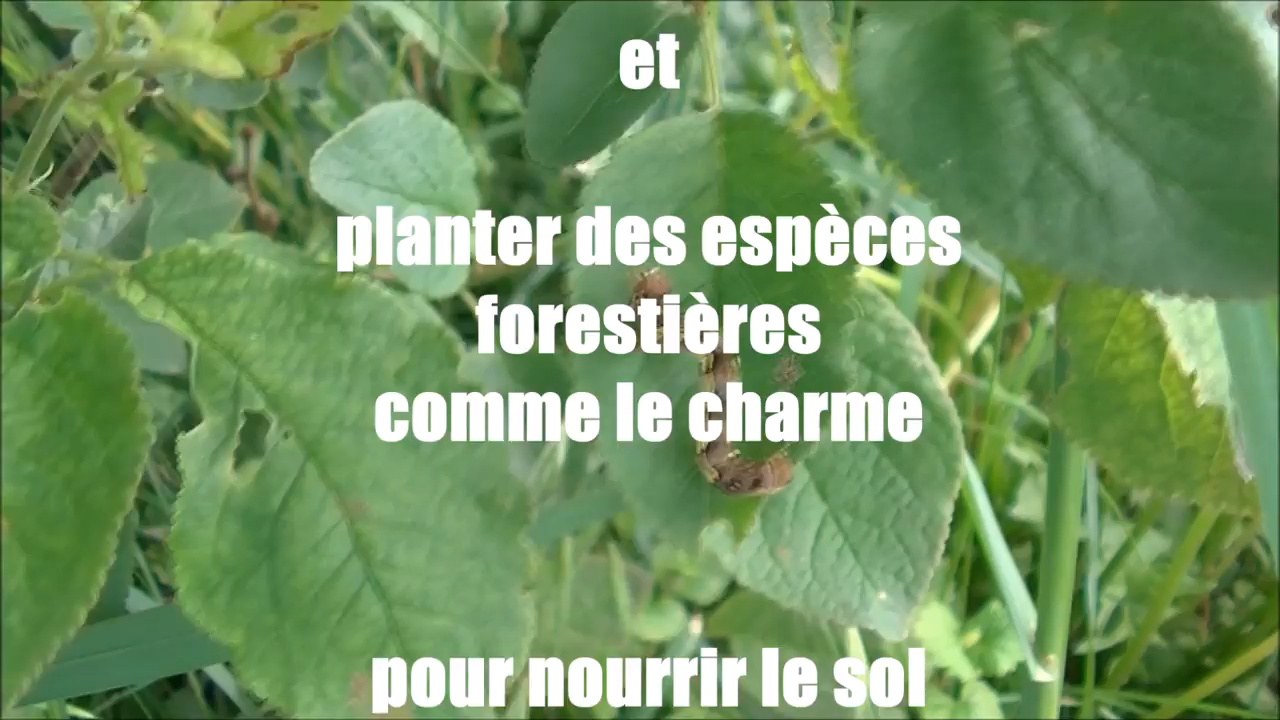 et
planter des espèces
forestières
comme le charme
pour nourrir le sol